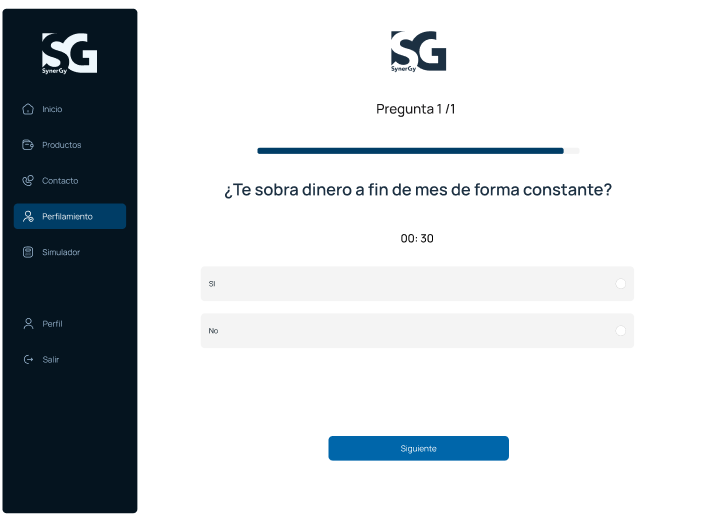 SG
SynerGy
Inicio
Productos
Contacto
Perfilamiento
Simulador
Perfil
Salir
SG
SynerGy
Pregunta 1 /1
¿Te sobra dinero a fin de mes de forma constante?
00: 30
SI
No
Siguiente